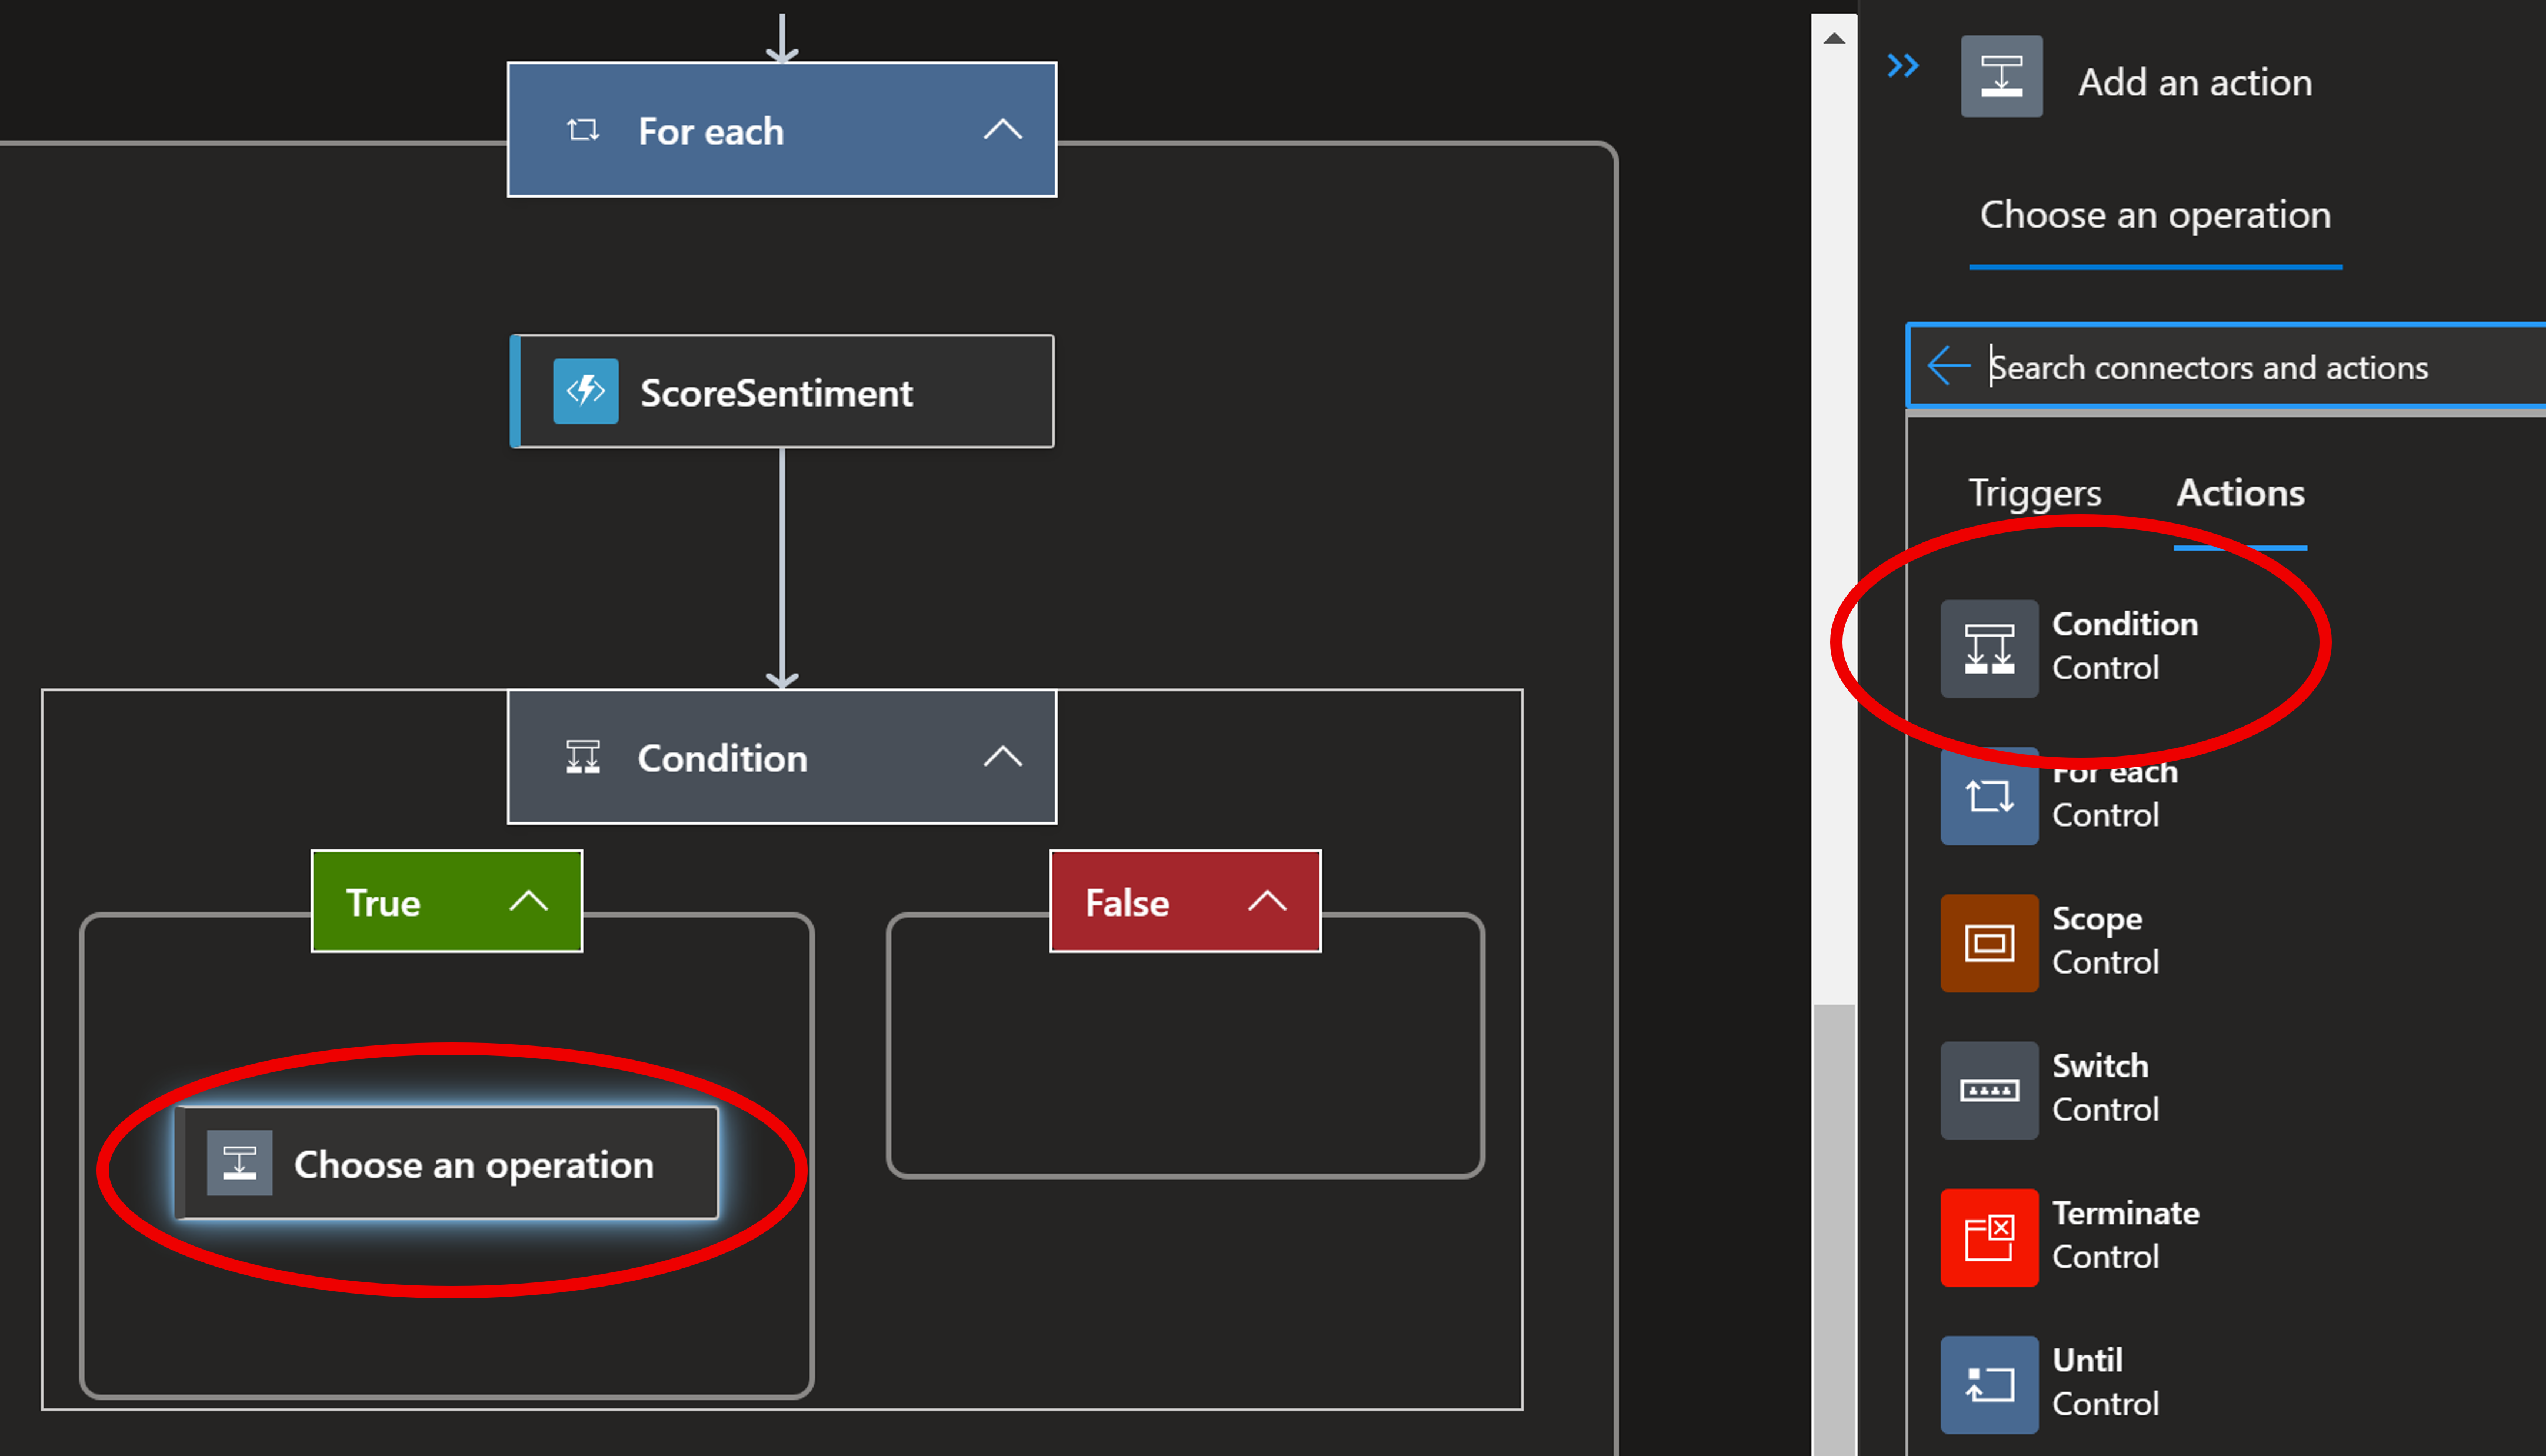 For each
ScoreSentiment
Condition
True
False
Choose an operation
Add an action
Choose an operation
Search connectors and actions
Triggers
Actions
Condition
Control
For each
Control
Scope
Control
Switch
Control
Terminate
Control
Until
Control